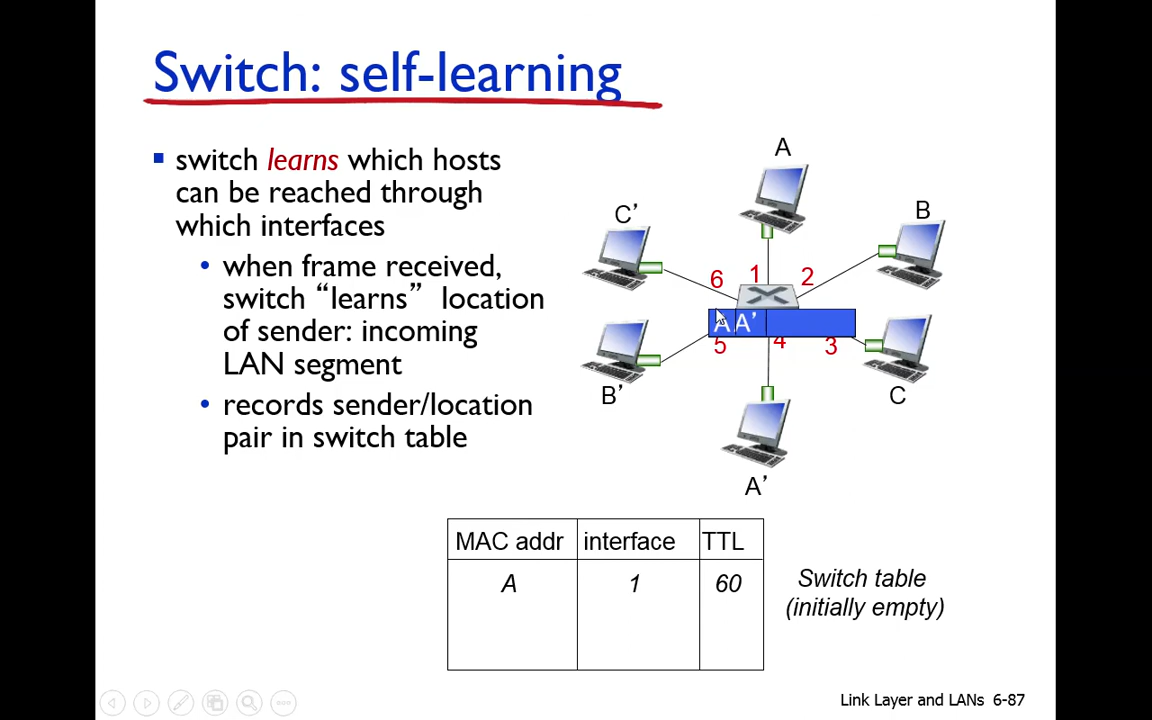 Switch: self-learning
▪ switch learns which hosts
can be reached through
which interfaces
• when frame received,
switch “learns” location
of sender: incoming
LAN segment
• records sender/location
pair in switch table
A
B
C’
6 1 2
A A’
5 4 3
B’
C
A’
MAC addr interface TTL
A 1 60
Switch table
(initially empty)
Link Layer and LANs 6-87